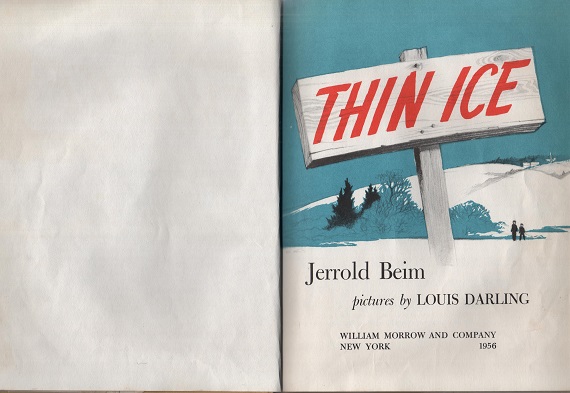 THIN ICE
Jerrold Beim
pictures by LOUIS DARLING
WILLIAM MORROW AND COMPANY
NEW YORK 1956